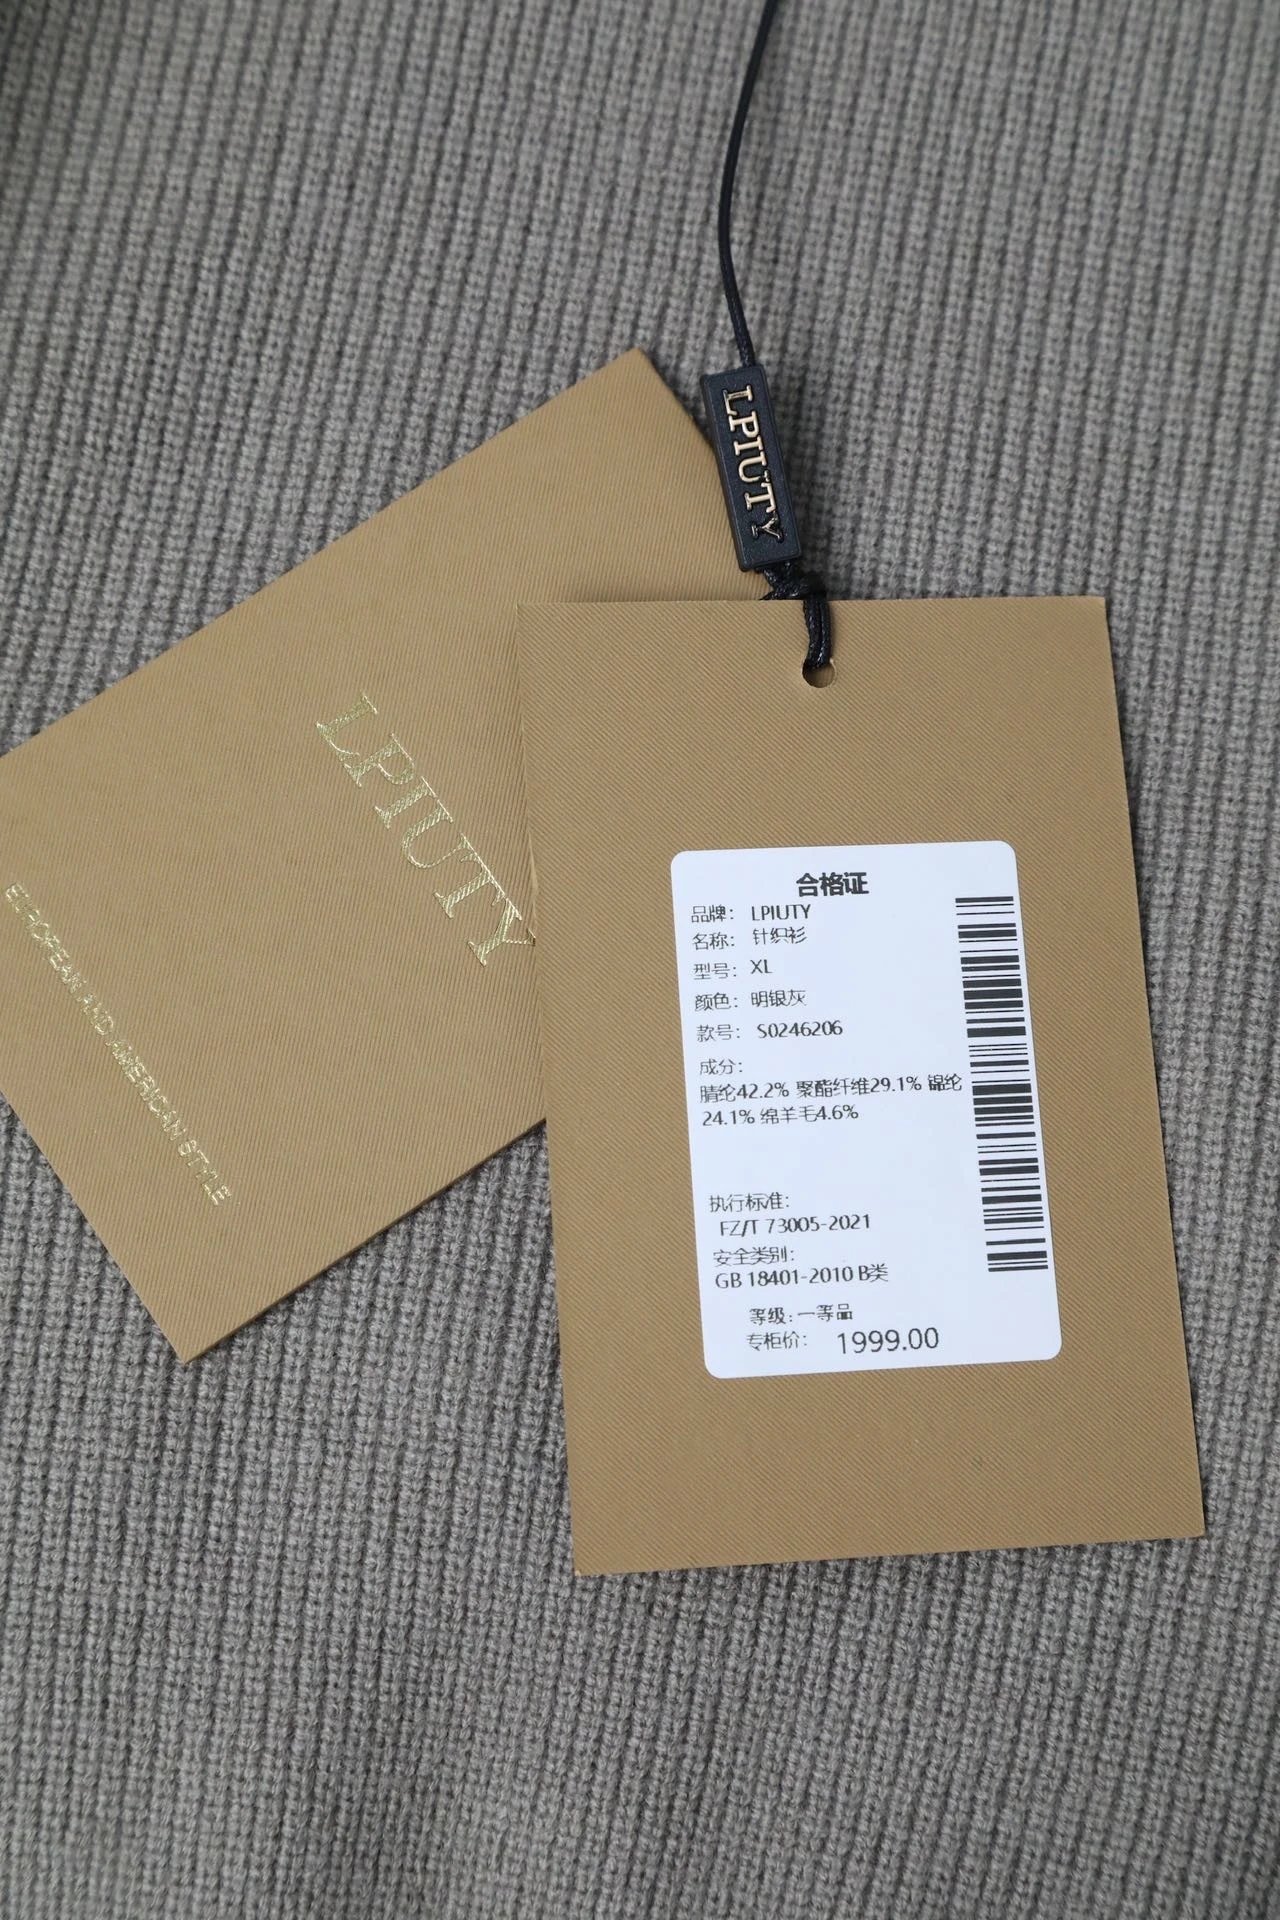 LPIUTY
LPIUTY
EUROPEAN AND AMERICAN STYLE
合格证
品牌： LPIUTY
名称： 针织衫
型号： XL
颜色： 明银灰
款号： S0246206
成分：
腈纶42.2% 聚酯纤维29.1% 锦纶
24.1% 绵羊毛4.6%
执行标准：
FZ/T 73005-2021
安全类别：
GB 18401-2010 B类
等级：一等品
专柜价： 1999.00